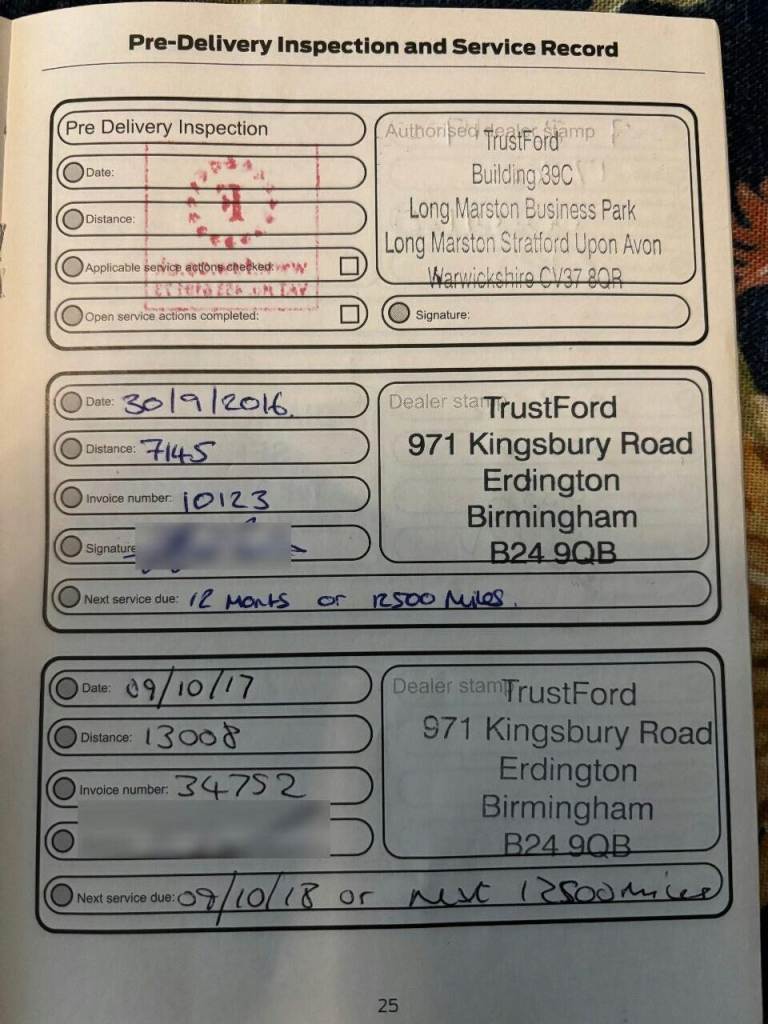 Pre-Delivery Inspection and Service Record
Pre Delivery Inspection
Date:
Distance:
Applicable service actions checked:
Open service actions completed:
Authorised dealer stamp
TrustFord
Building 39C
Long Marston Business Park
Long Marston Stratford Upon Avon
Warwickshire CV37 8QR
Signature:
Date: 30/9/2016.
Distance: 7145
Invoice number: 10123
Signature
Next service due: 12 Monts or 12500 Miles.
Dealer stamp
TrustFord
971 Kingsbury Road
Erdington
Birmingham
B24 9QB
Date: 09/10/17
Distance: 13008
Invoice number: 34752
Next service due: 09/10/18 or next 12500 miles
Dealer stamp
TrustFord
971 Kingsbury Road
Erdington
Birmingham
B24 9QB
25